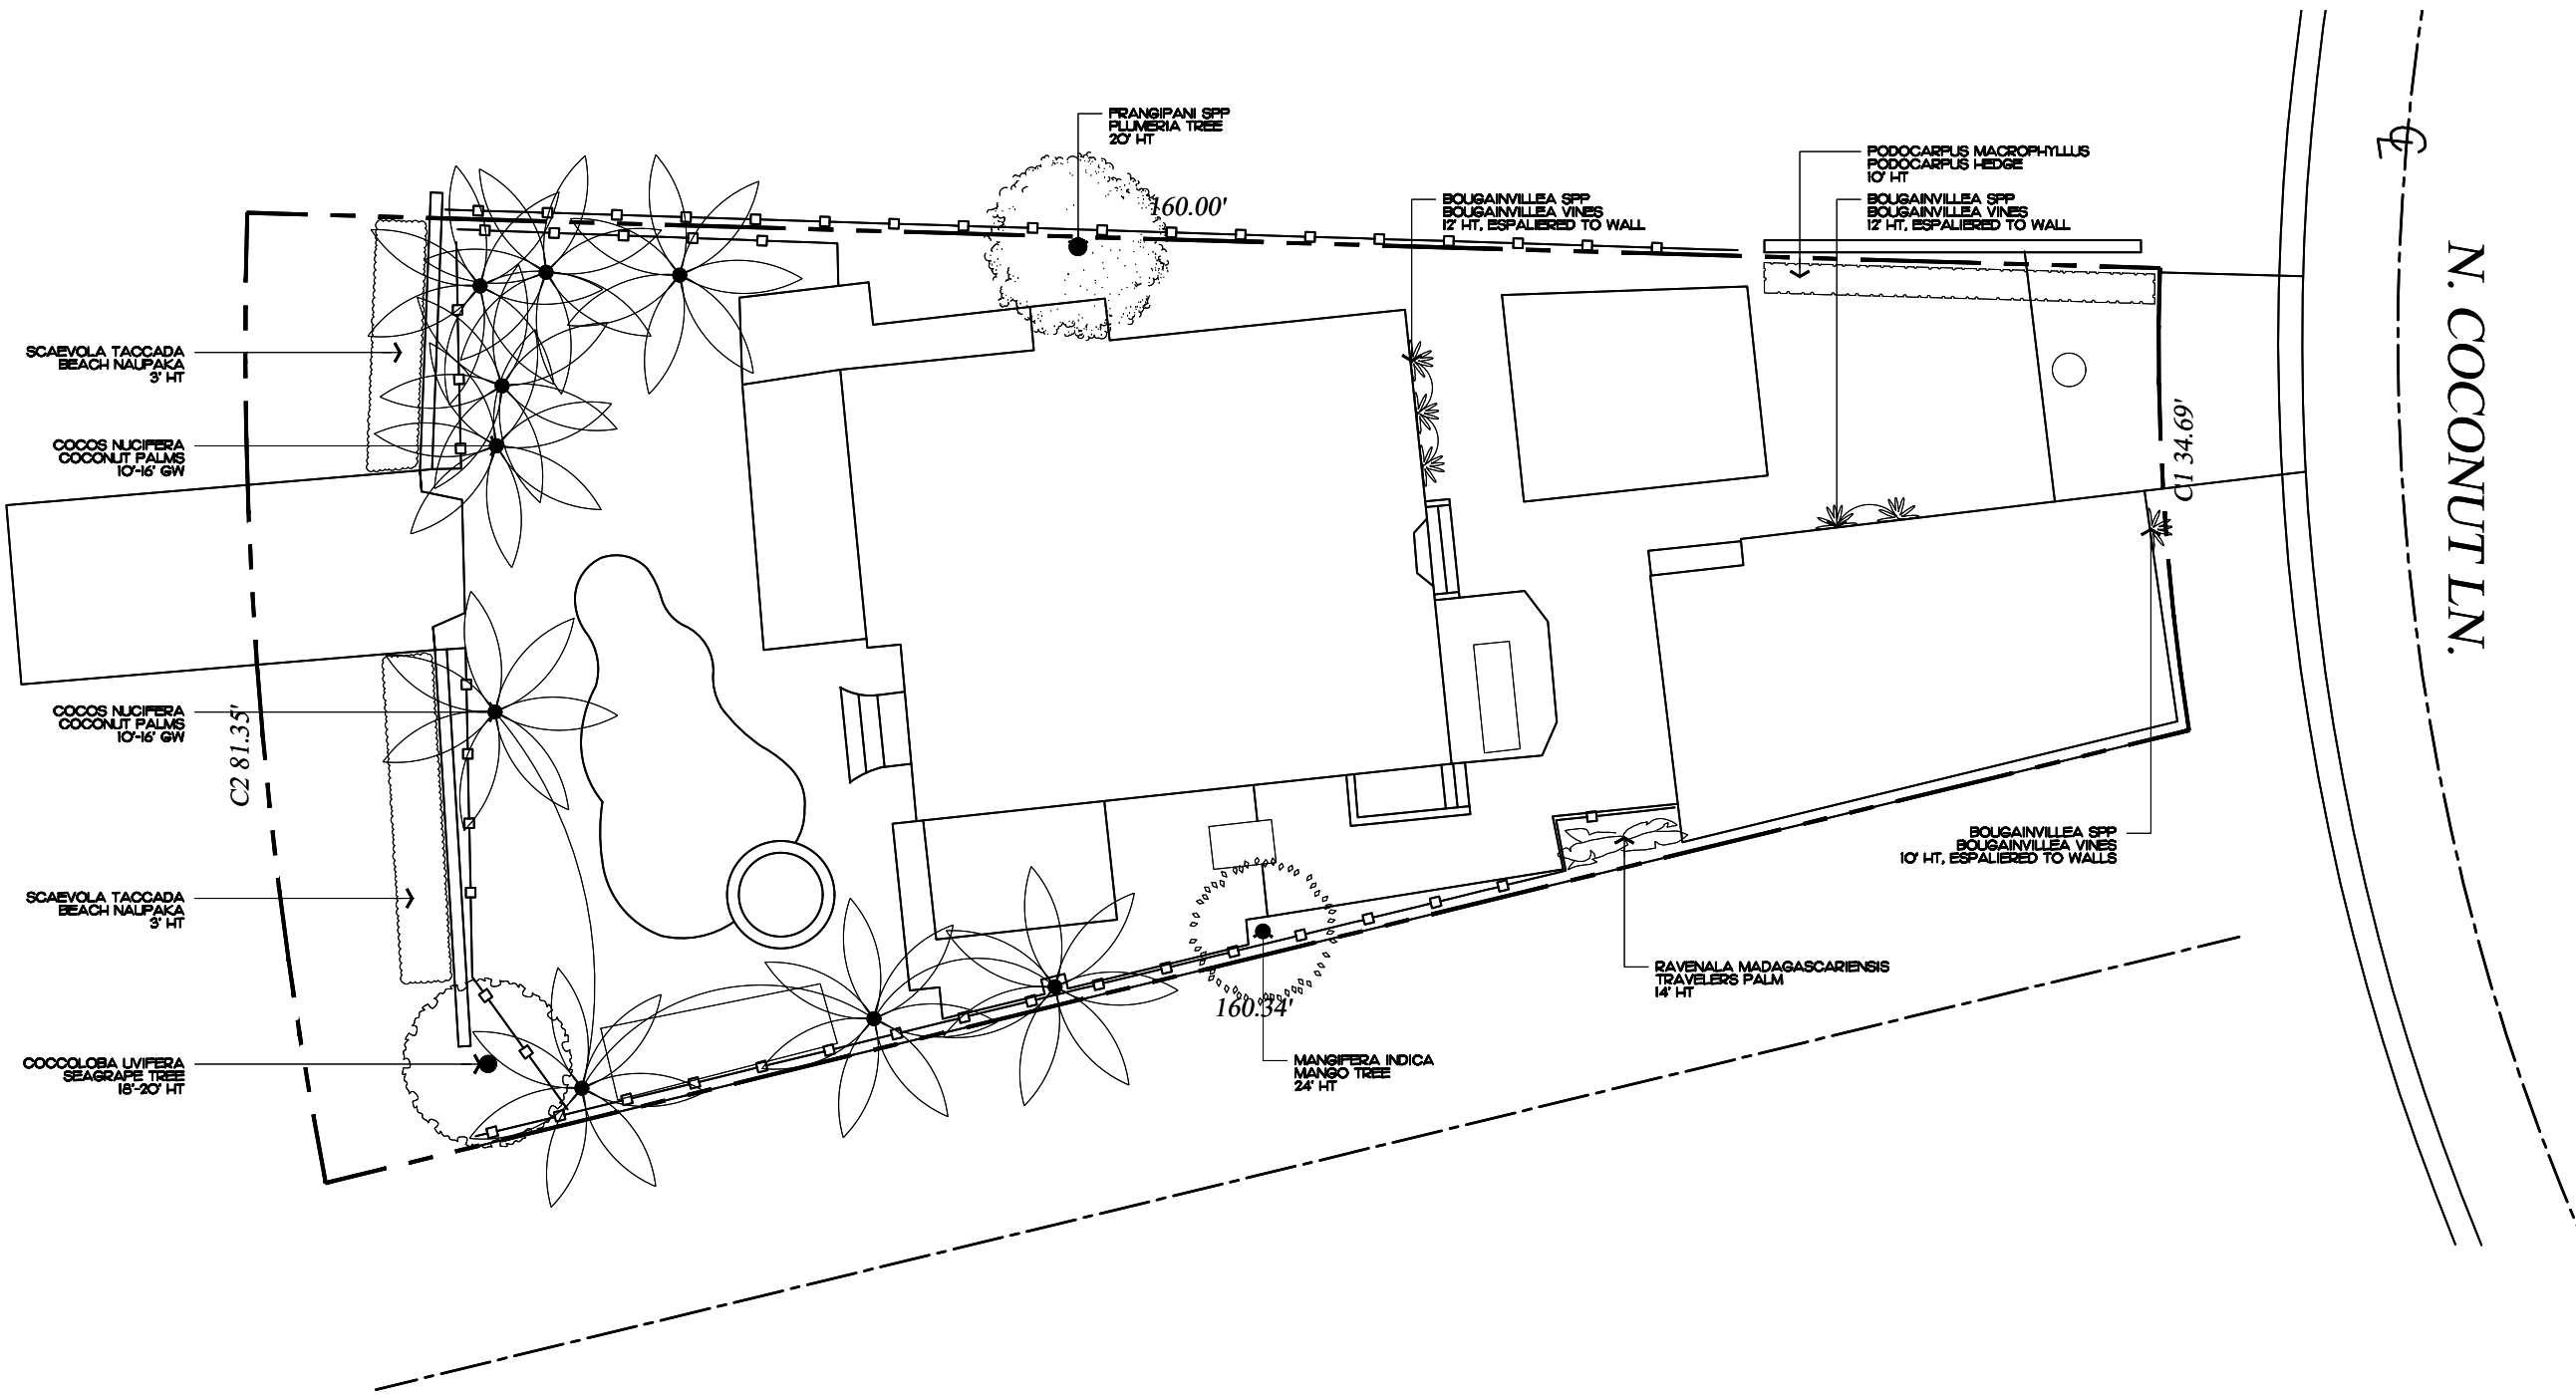 FRANGIPANI SPP
PLUMERIA TREE
20' HT
160.00'
BOUGAINVILLEA SPP
BOUGAINVILLEA VINES
12' HT, ESPALIERED TO WALL
PODOCARPUS MACROPHYLLUS
PODOCARPUS HEDGE
10' HT
BOUGAINVILLEA SPP
BOUGAINVILLEA VINES
12' HT, ESPALIERED TO WALL
N. COCONUT LN.
SCAEVOLA TACCADA
BEACH NAUPAKA
3' HT
COCOS NUCIFERA
COCONUT PALMS
10'-16' GW
C1 34.69'
COCOS NUCIFERA
COCONUT PALMS
10'-16' GW
C2 81.35'
BOUGAINVILLEA SPP
BOUGAINVILLEA VINES
10' HT, ESPALIERED TO WALLS
SCAEVOLA TACCADA
BEACH NAUPAKA
3' HT
RAVENALA MADAGASCARIENSIS
TRAVELERS PALM
14' HT
160.34'
COCCOLOBA UVIFERA
SEAGRAPE TREE
18'-20' HT
MANGIFERA INDICA
MANGO TREE
24' HT